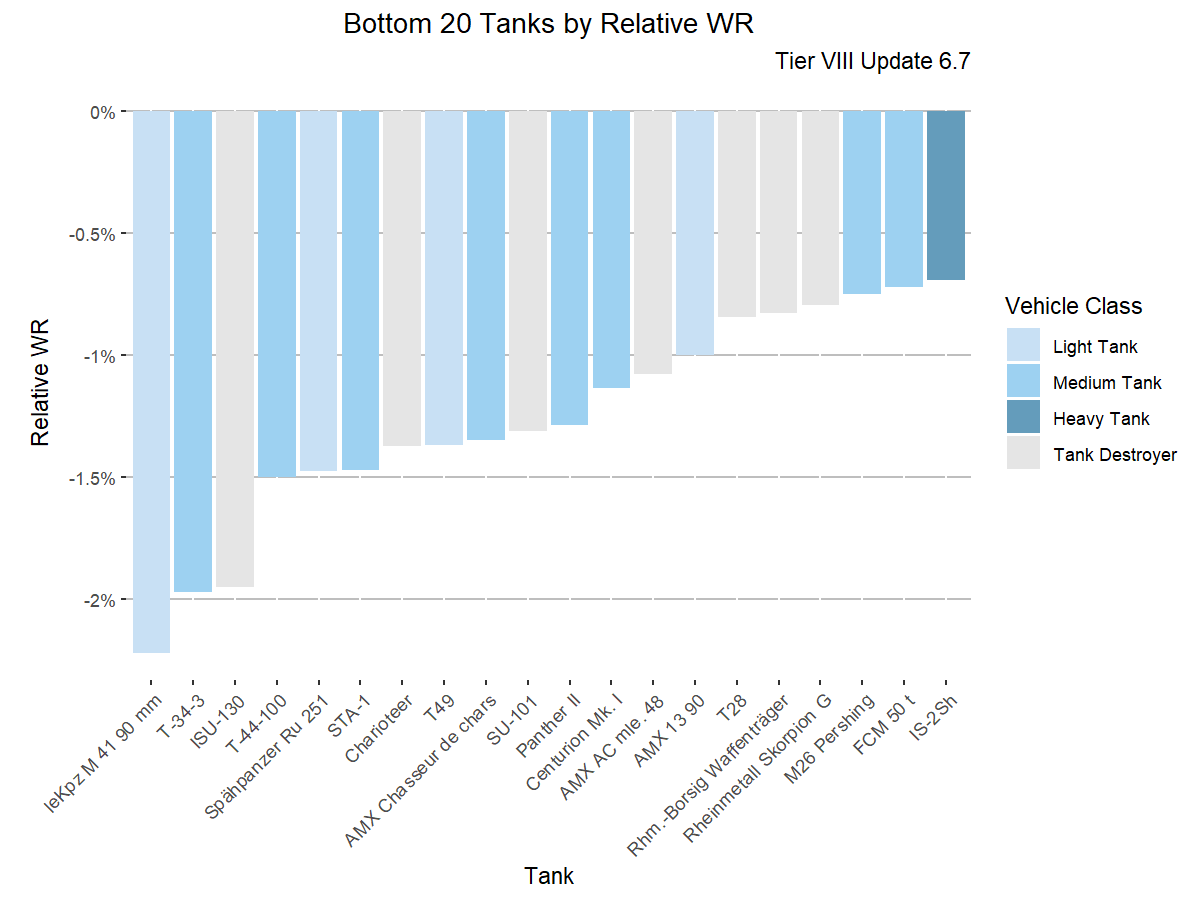 Bottom 20 Tanks by Relative WR
Tier VIII Update 6.7
Relative WR
0%
-0.5%
-1%
-1.5%
-2%
leKpz M 41 90 mm
T-34-3
ISU-130
T-44-100
Spähpanzer Ru 251
STA-1
Charioteer
T49
AMX Chasseur de chars
SU-101
Panther II
Centurion Mk. I
AMX AC mle. 48
AMX 13 90
T28
Rhm.-Borsig Waffenträger
Rheinmetall Skorpion G
M26 Pershing
FCM 50 t
IS-2Sh
Tank
Vehicle Class
Light Tank
Medium Tank
Heavy Tank
Tank Destroyer